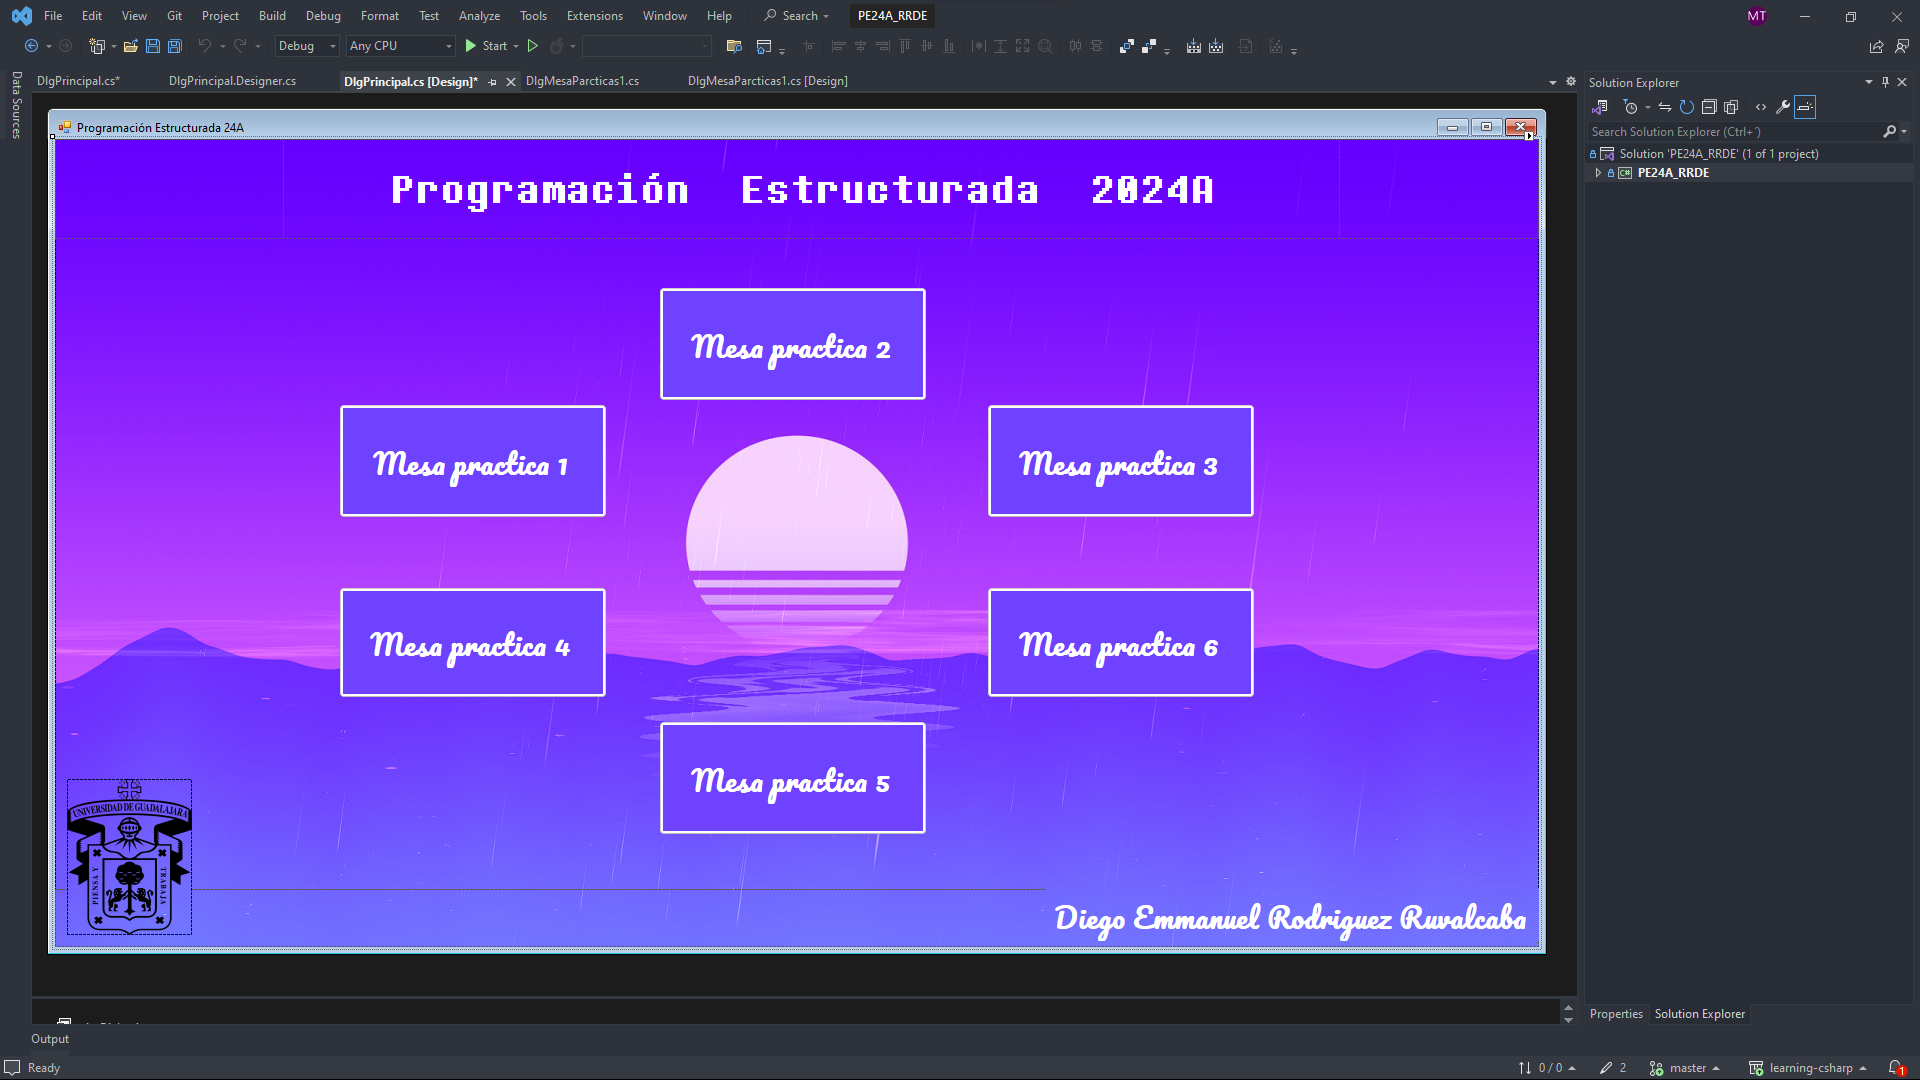 File Edit View Git Project Build Debug Format Test Analyze Tools Extensions Window Help Search PE24A_RRDE MT
Debug Any CPU Start
Data Sources
DlgPrincipal.cs* DlgPrincipal.Designer.cs DlgPrincipal.cs [Design]* DlgMesaParcticas1.cs DlgMesaParcticas1.cs [Design]
Programación Estructurada 24A
Programación Estructurada 2024A
Mesa practica 2
Mesa practica 1
Mesa practica 3
Mesa practica 4
Mesa practica 6
Mesa practica 5
UNIVERSIDAD DE GUADALAJARA
PIENSA Y
TRABAJA
Diego Emmanuel Rodriguez Ruvalcaba
Solution Explorer
Search Solution Explorer (Ctrl+´)
Solution 'PE24A_RRDE' (1 of 1 project)
C# PE24A_RRDE
Properties Solution Explorer
Output
Ready 0 / 0 2 master learning-csharp 1